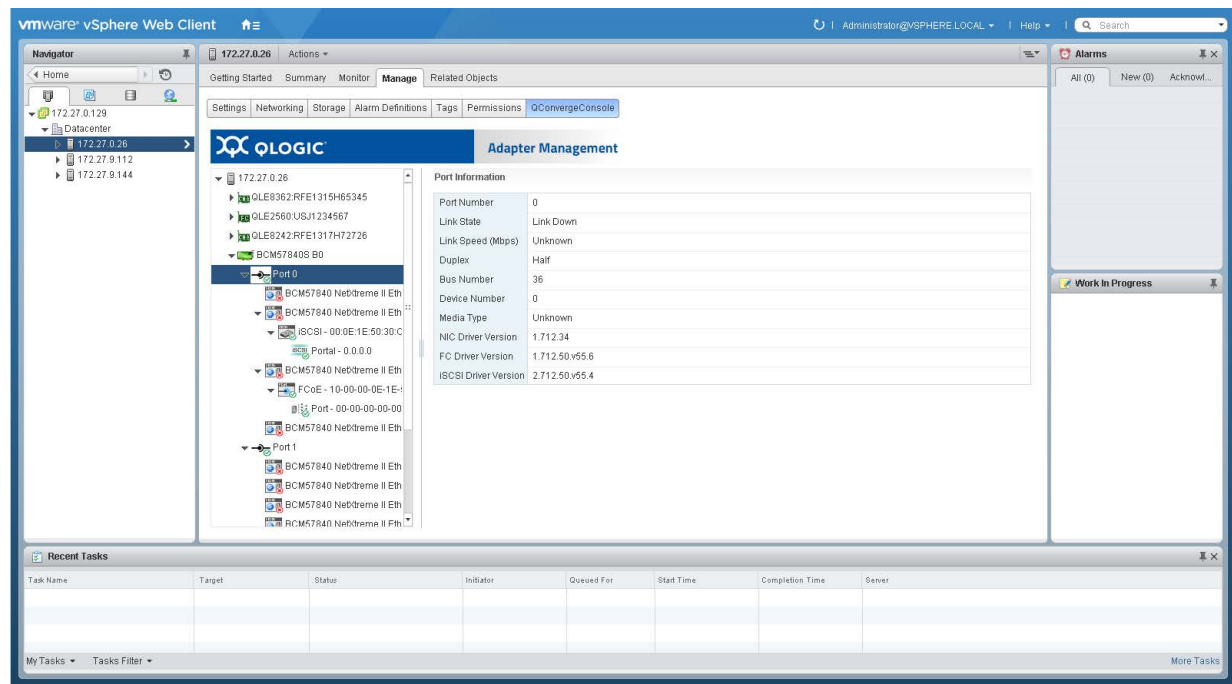 vmware® vSphere Web Client
Administrator@VSPHERE.LOCAL
Help
Search
Navigator
Home
172.27.0.129
Datacenter
172.27.0.26
172.27.9.112
172.27.9.144
172.27.0.26 Actions
Getting Started Summary Monitor Manage Related Objects
Settings Networking Storage Alarm Definitions Tags Permissions QConvergeConsole
QLOGIC
Adapter Management
172.27.0.26
QLE8362:RFE1315H65345
QLE2560:USJ1234567
QLE8242:RFE1317H72726
BCM57840S B0
Port 0
BCM57840 NetXtreme II Eth
BCM57840 NetXtreme II Eth
iSCSI - 00:0E:1E:50:30:
Portal - 0.0.0.0
BCM57840 NetXtreme II Eth
FCoE - 10-00-00-0E-1E-
Port - 00-00-00-00-00
BCM57840 NetXtreme II Eth
Port 1
BCM57840 NetXtreme II Eth
BCM57840 NetXtreme II Eth
BCM57840 NetXtreme II Eth
BCM57840 NetXtreme II Eth
Port Information
Port Number 0
Link State Link Down
Link Speed (Mbps) Unknown
Duplex Half
Bus Number 36
Device Number 0
Media Type Unknown
NIC Driver Version 1.712.34
FC Driver Version 1.712.50.v55.6
iSCSI Driver Version 2.712.50.v55.4
Alarms
All (0) New (0) Acknowl...
Work In Progress
Recent Tasks
Task Name Target Status Initiator Queued For Start Time Completion Time Server
My Tasks Tasks Filter
More Tasks